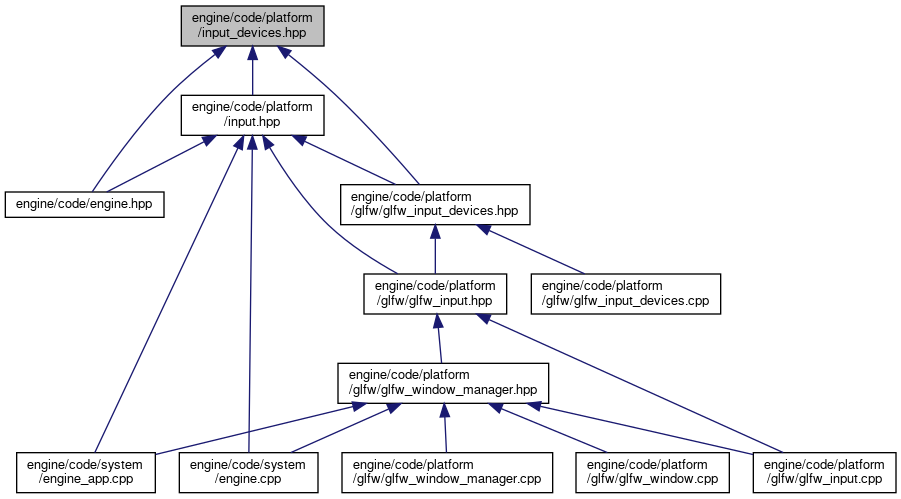 engine/code/platform
/input_devices.hpp
engine/code/platform
/input.hpp
engine/code/engine.hpp
engine/code/platform
/glfw/glfw_input_devices.hpp
engine/code/platform
/glfw/glfw_input.hpp
engine/code/platform
/glfw/glfw_input_devices.cpp
engine/code/platform
/glfw/glfw_window_manager.hpp
engine/code/system
/engine_app.cpp
engine/code/system
/engine.cpp
engine/code/platform
/glfw/glfw_window_manager.cpp
engine/code/platform
/glfw/glfw_window.cpp
engine/code/platform
/glfw/glfw_input.cpp